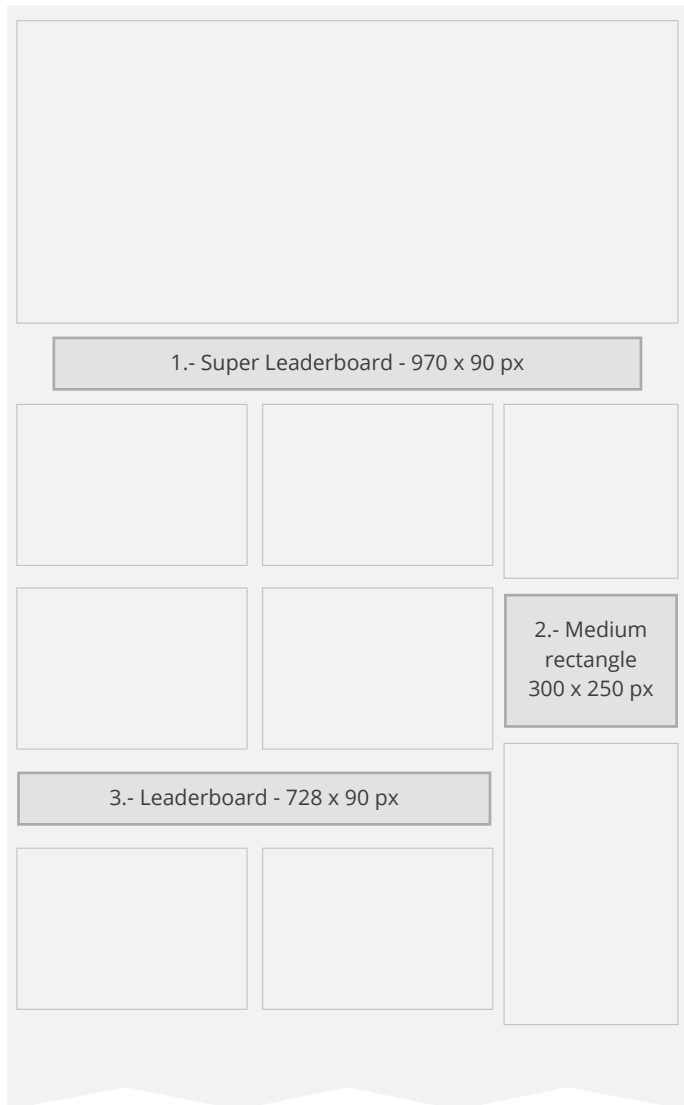 1.- Super Leaderboard - 970 x 90 px
2.- Medium
rectangle
300 x 250 px
3.- Leaderboard - 728 x 90 px